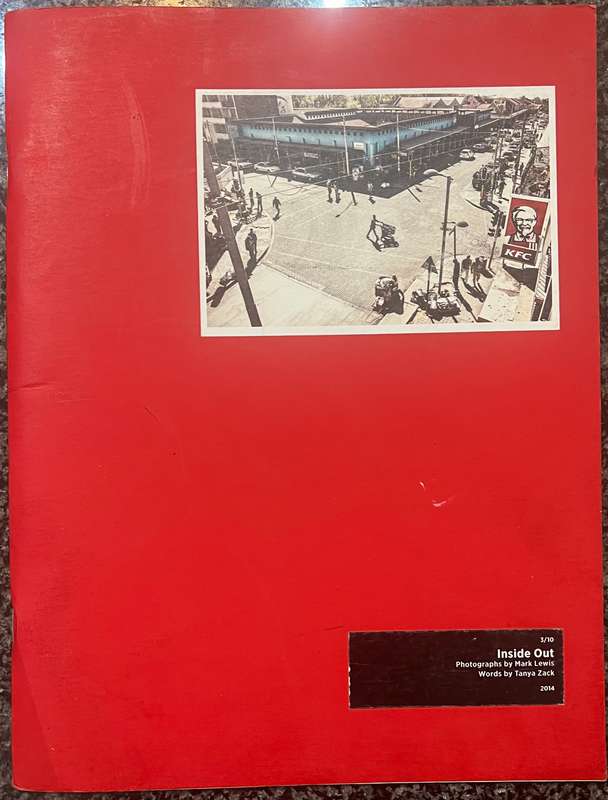 KFC
3/10
Inside Out
Photographs by Mark Lewis
Words by Tanya Zack
2014